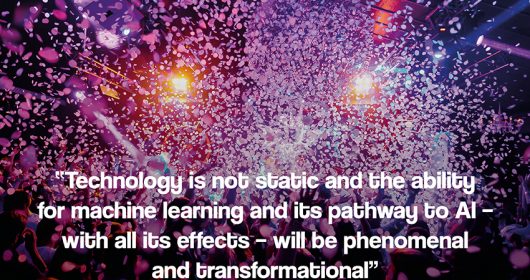 “Technology is not static and the ability
for machine learning and its pathway to AI –
with all its effects – will be phenomenal
and transformational”